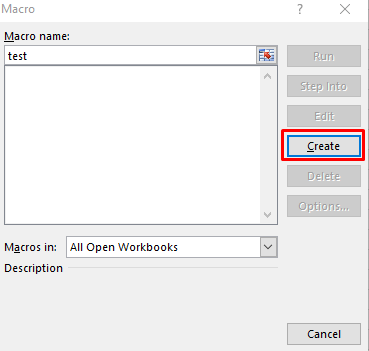 Macro
?
Macro name:
test
Run
Step Into
Edit
Create
Delete
Options...
Macros in:
All Open Workbooks
Description
Cancel